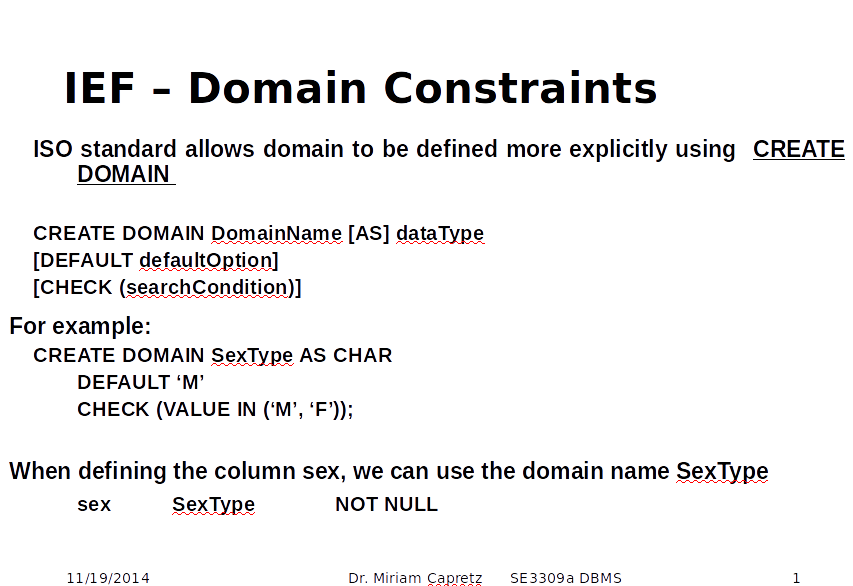 IEF – Domain Constraints
ISO standard allows domain to be defined more explicitly using CREATE
DOMAIN
CREATE DOMAIN DomainName [AS] dataType
[DEFAULT defaultOption]
[CHECK (searchCondition)]
For example:
CREATE DOMAIN SexType AS CHAR
DEFAULT ‘M’
CHECK (VALUE IN (‘M’, ‘F’));
When defining the column sex, we can use the domain name SexType
sex SexType NOT NULL
11/19/2014 Dr. Miriam Capretz SE3309a DBMS 1